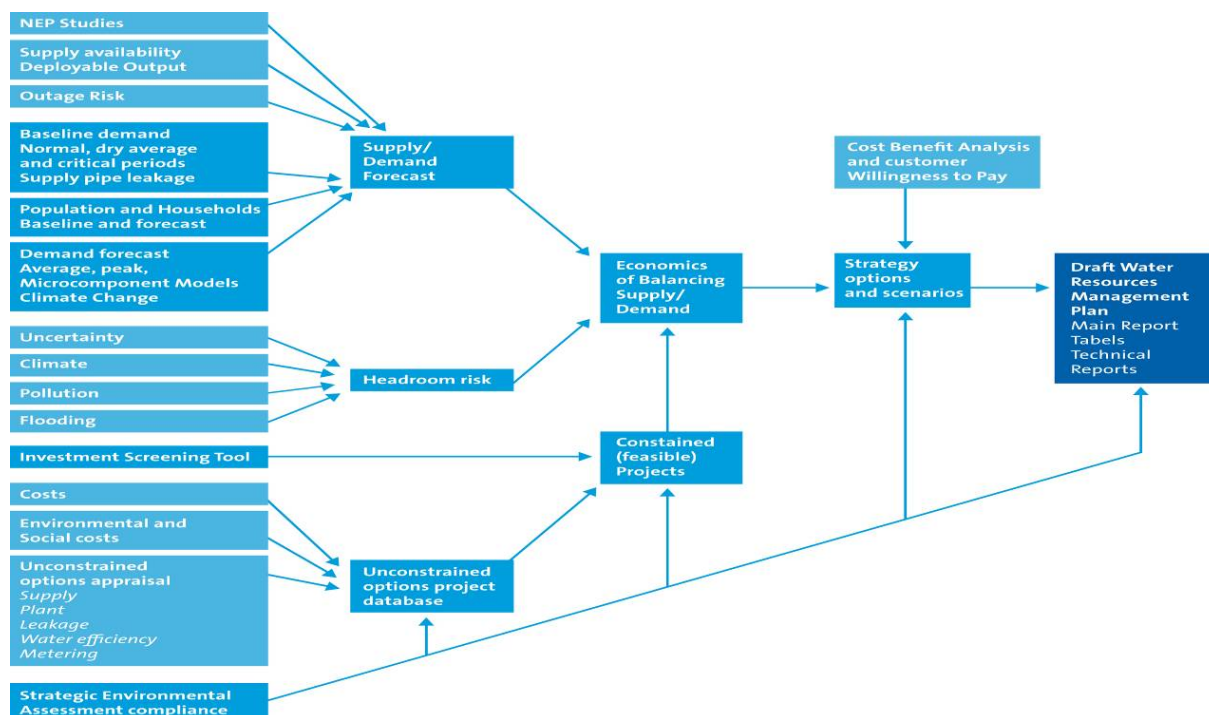 NEP Studies
Supply availability
Deployable Output
Outage Risk
Baseline demand
Normal, dry average
and critical periods
Supply pipe leakage
Population and Households
Baseline and forecast
Demand forecast
Average, peak,
Microcomponent Models
Climate Change
Uncertainty
Climate
Pollution
Flooding
Investment Screening Tool
Costs
Environmental and
Social costs
Unconstrained
options appraisal
Supply
Plant
Leakage
Water efficiency
Metering
Strategic Environmental
Assessment compliance
Supply/
Demand
Forecast
Headroom risk
Unconstrained
options project
database
Economics
of Balancing
Supply/
Demand
Constained
(feasible)
Projects
Cost Benefit Analysis
and customer
Willingness to Pay
Strategy
options
and scenarios
Draft Water
Resources
Management
Plan
Main Report
Tabels
Technical
Reports